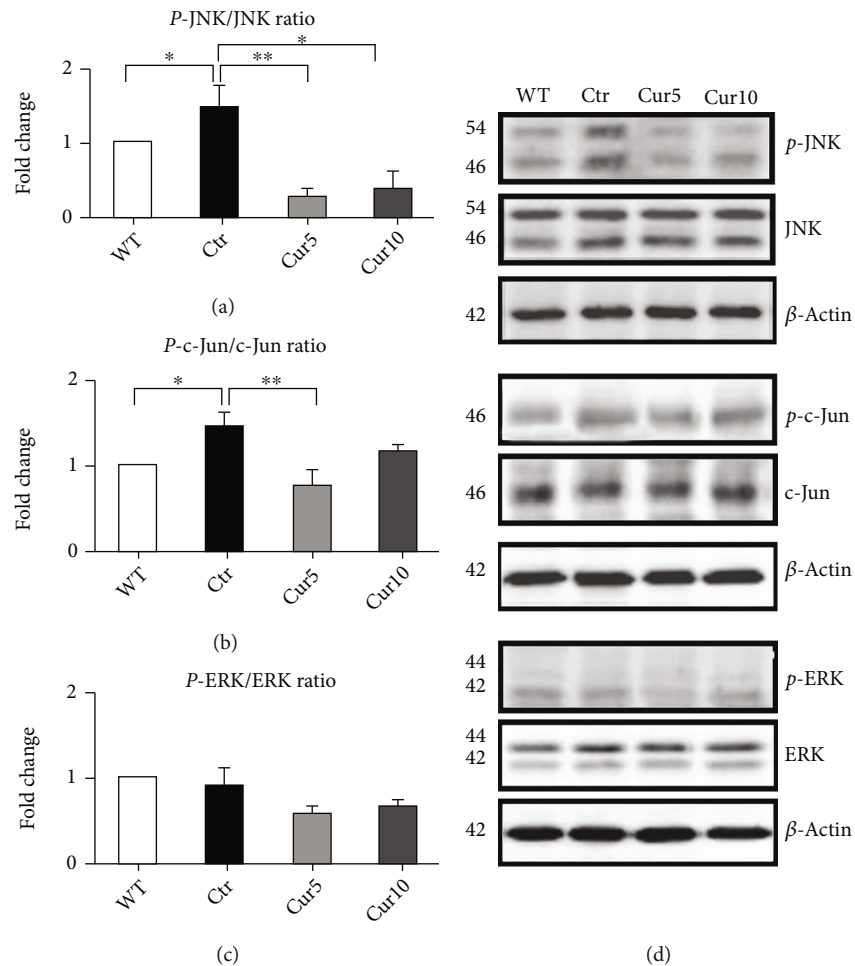 P-JNK/JNK ratio
* ** *
2
1
0
Fold change
WT Ctr Cur5 Cur10
(a)
P-c-Jun/c-Jun ratio
* **
2
1
0
Fold change
WT Ctr Cur5 Cur10
(b)
P-ERK/ERK ratio
2
1
0
Fold change
WT Ctr Cur5 Cur10
(c)
WT Ctr Cur5 Cur10
54
46
p-JNK
54
46
JNK
42
β-Actin
46
p-c-Jun
46
c-Jun
42
β-Actin
44
42
p-ERK
44
42
ERK
42
β-Actin
(d)